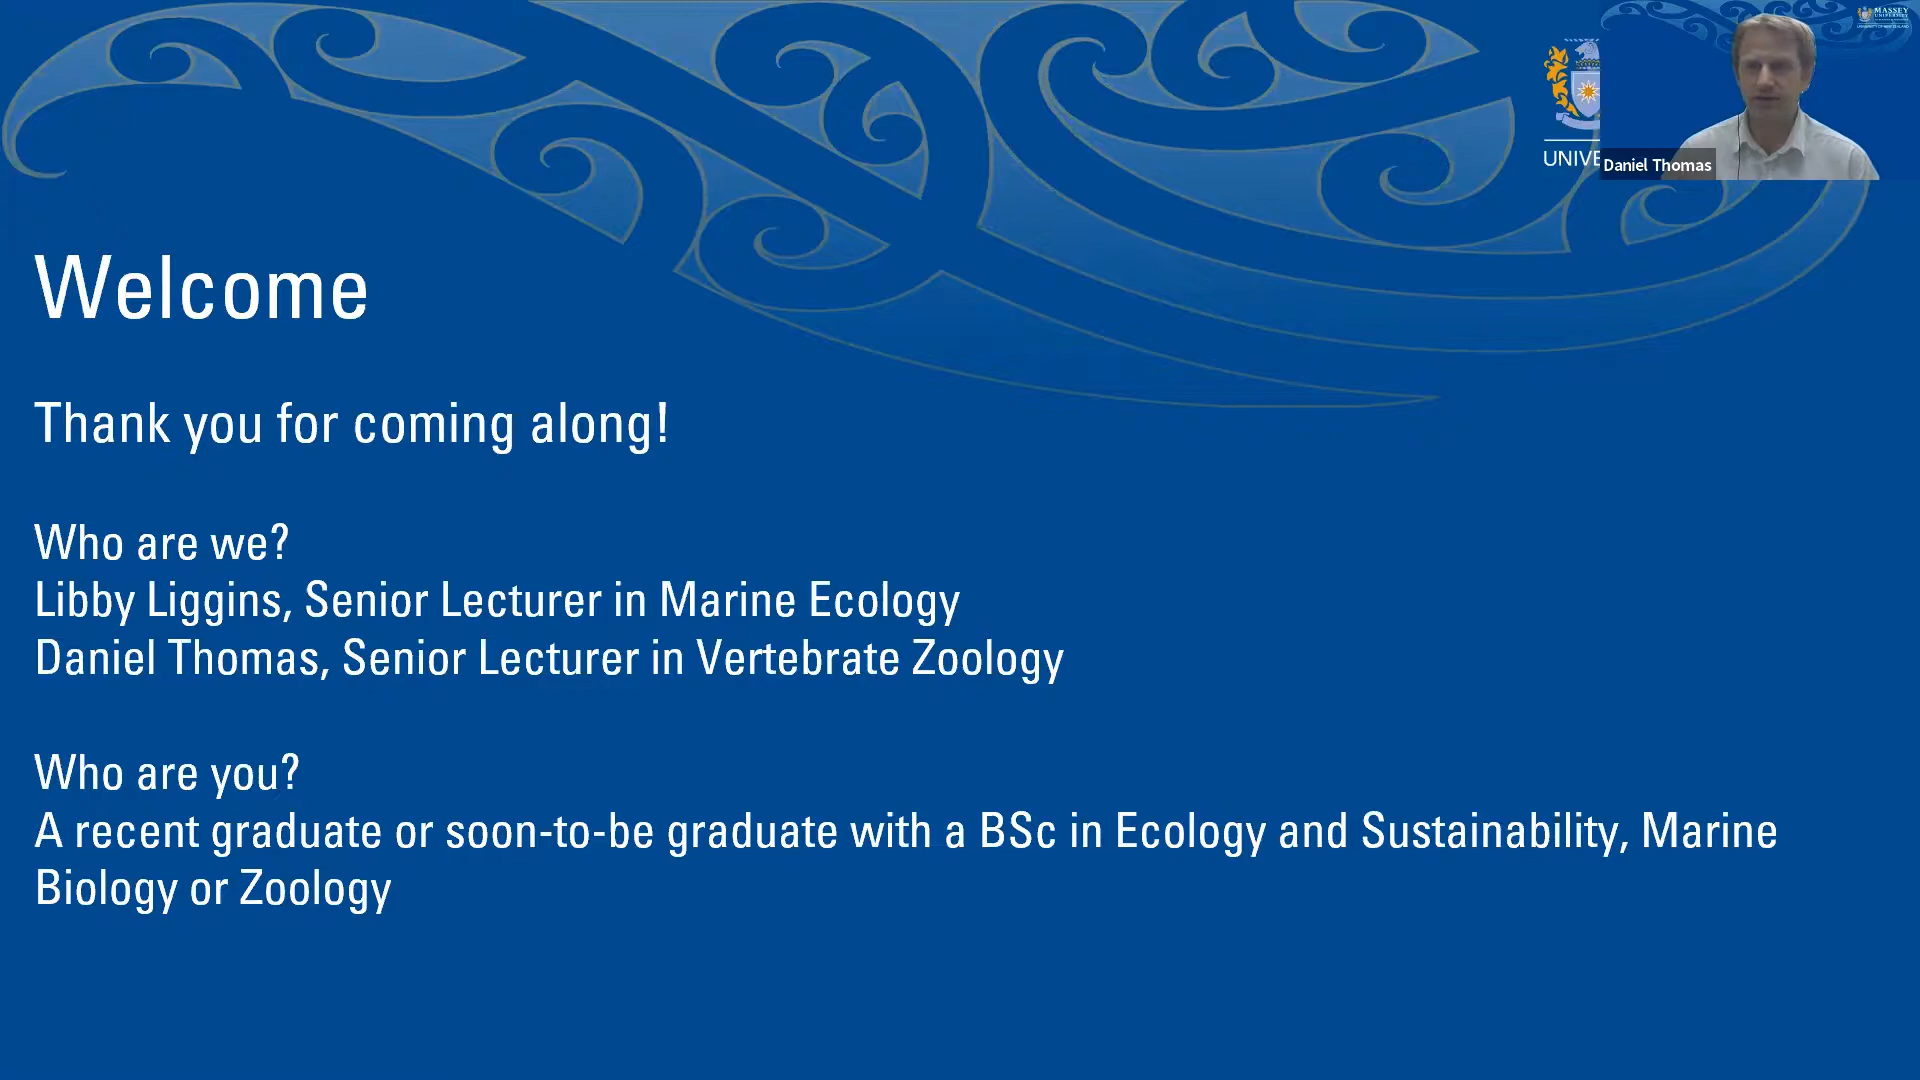 MASSEY
UNIVE
Daniel Thomas
Welcome
Thank you for coming along!
Who are we?
Libby Liggins, Senior Lecturer in Marine Ecology
Daniel Thomas, Senior Lecturer in Vertebrate Zoology
Who are you?
A recent graduate or soon-to-be graduate with a BSc in Ecology and Sustainability, Marine
Biology or Zoology